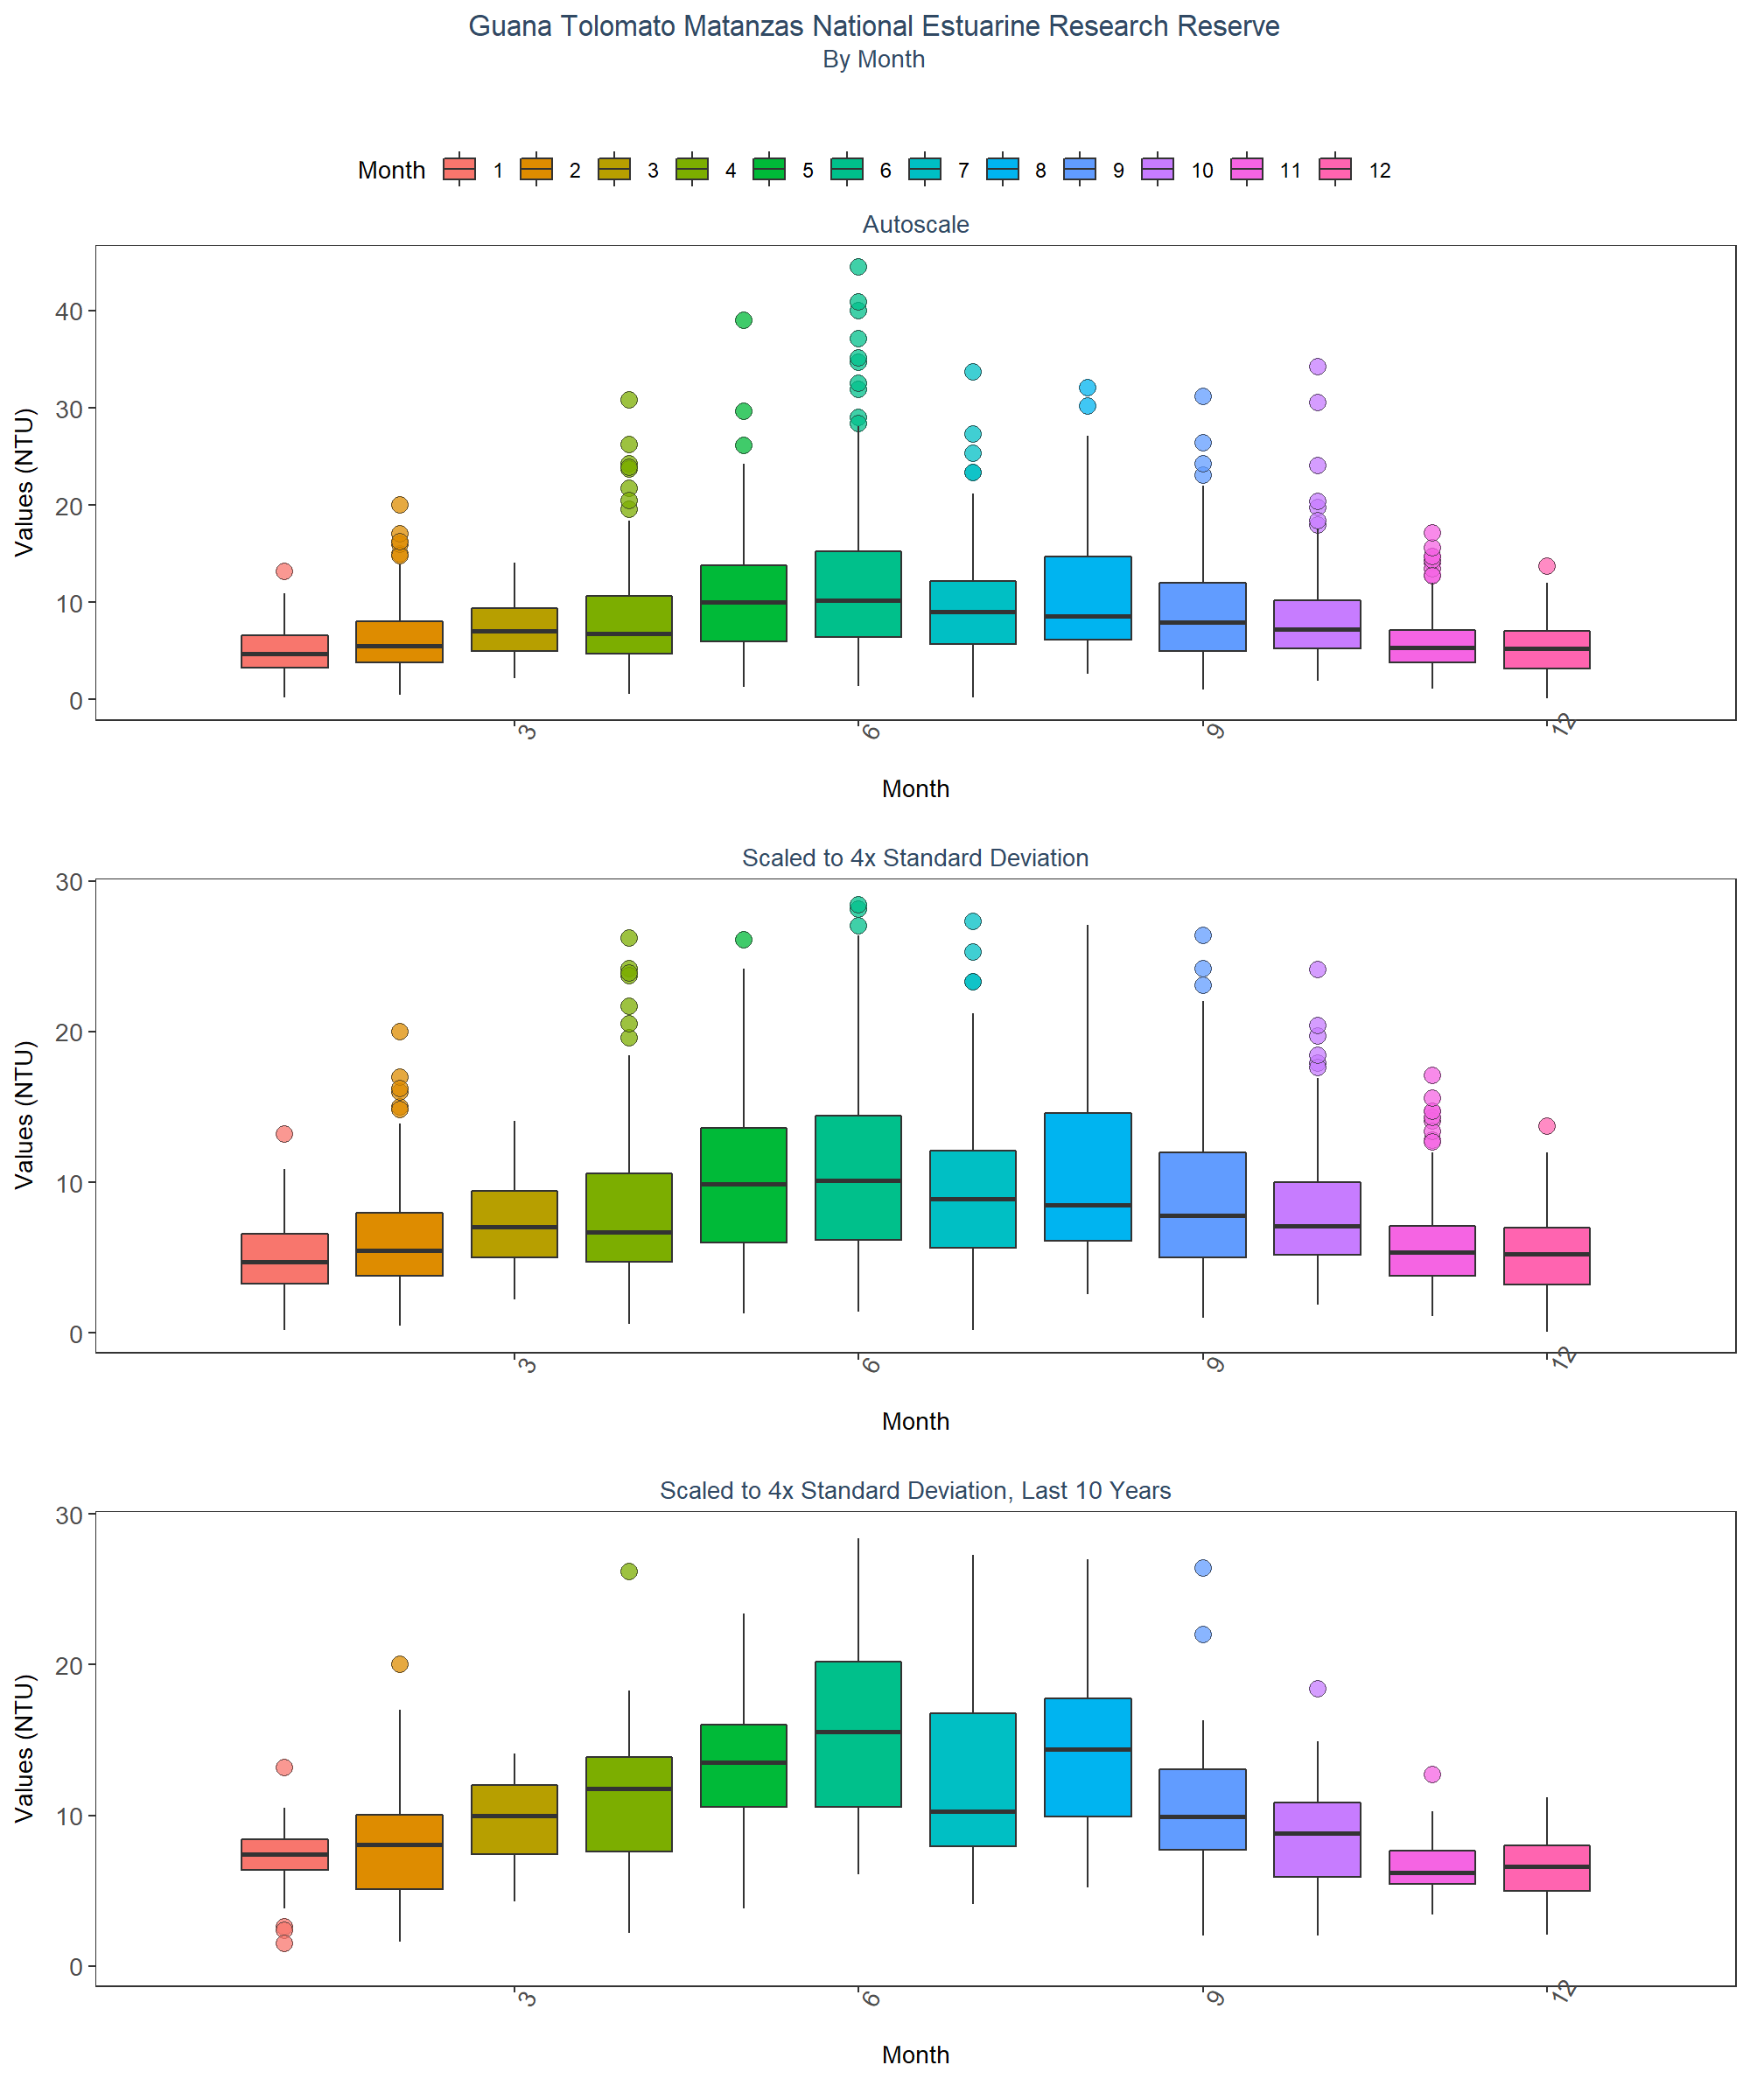 Guana Tolomato Matanzas National Estuarine Research Reserve
By Month
Month 1 2 3 4 5 6 7 8 9 10 11 12
Autoscale
Values (NTU)
40
30
20
10
0
3 6 9 12
Month
Scaled to 4x Standard Deviation
Values (NTU)
30
20
10
0
3 6 9 12
Month
Scaled to 4x Standard Deviation, Last 10 Years
Values (NTU)
30
20
10
0
3 6 9 12
Month